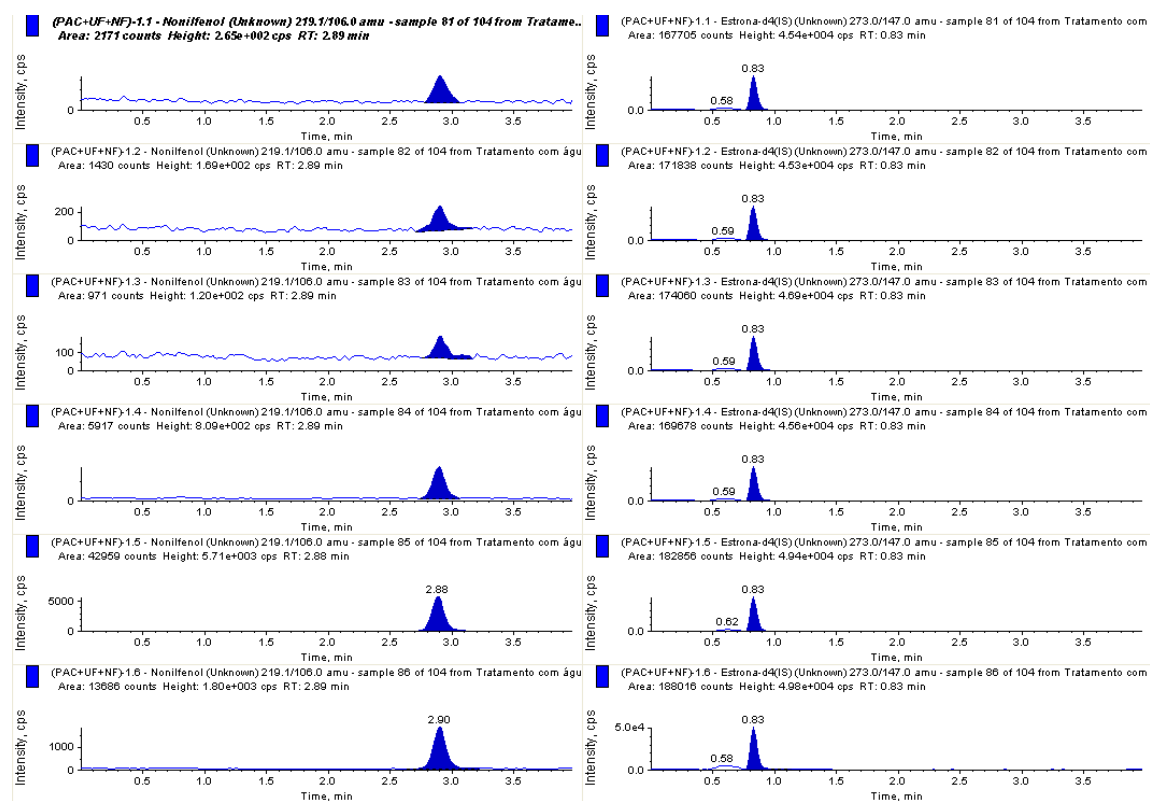 (PAC+UF+NF)-1.1 - Nonilfenol (Unknown) 219.1/106.0 amu - sample 81 of 104 from Tratame..
Area: 2171 counts Height: 2.65e+002 cps RT: 2.89 min
Intensity, cps
0
0.5 1.0 1.5 2.0 2.5 3.0 3.5
Time, min
(PAC+UF+NF)-1.1 - Estrona-d4(IS) (Unknown) 273.0/147.0 amu - sample 81 of 104 from Tratamento com
Area: 167705 counts Height: 4.54e+004 cps RT: 0.83 min
Intensity, cps
0.83
0.58
0.0
0.5 1.0 1.5 2.0 2.5 3.0 3.5
Time, min
(PAC+UF+NF)-1.2 - Nonilfenol (Unknown) 219.1/106.0 amu - sample 82 of 104 from Tratamento com águ
Area: 1430 counts Height: 1.69e+002 cps RT: 2.89 min
Intensity, cps
200
0
0.5 1.0 1.5 2.0 2.5 3.0 3.5
Time, min
(PAC+UF+NF)-1.2 - Estrona-d4(IS) (Unknown) 273.0/147.0 amu - sample 82 of 104 from Tratamento com
Area: 171838 counts Height: 4.53e+004 cps RT: 0.83 min
Intensity, cps
0.83
0.59
0.0
0.5 1.0 1.5 2.0 2.5 3.0 3.5
Time, min
(PAC+UF+NF)-1.3 - Nonilfenol (Unknown) 219.1/106.0 amu - sample 83 of 104 from Tratamento com águ
Area: 971 counts Height: 1.20e+002 cps RT: 2.89 min
Intensity, cps
100
0
0.5 1.0 1.5 2.0 2.5 3.0 3.5
Time, min
(PAC+UF+NF)-1.3 - Estrona-d4(IS) (Unknown) 273.0/147.0 amu - sample 83 of 104 from Tratamento com
Area: 174060 counts Height: 4.69e+004 cps RT: 0.83 min
Intensity, cps
0.83
0.59
0.0
0.5 1.0 1.5 2.0 2.5 3.0 3.5
Time, min
(PAC+UF+NF)-1.4 - Nonilfenol (Unknown) 219.1/106.0 amu - sample 84 of 104 from Tratamento com águ
Area: 5917 counts Height: 8.09e+002 cps RT: 2.89 min
Intensity, cps
0
0.5 1.0 1.5 2.0 2.5 3.0 3.5
Time, min
(PAC+UF+NF)-1.4 - Estrona-d4(IS) (Unknown) 273.0/147.0 amu - sample 84 of 104 from Tratamento com
Area: 169678 counts Height: 4.56e+004 cps RT: 0.83 min
Intensity, cps
0.83
0.59
0.0
0.5 1.0 1.5 2.0 2.5 3.0 3.5
Time, min
(PAC+UF+NF)-1.5 - Nonilfenol (Unknown) 219.1/106.0 amu - sample 85 of 104 from Tratamento com águ
Area: 42959 counts Height: 5.71e+003 cps RT: 2.88 min
Intensity, cps
2.88
5000
0
0.5 1.0 1.5 2.0 2.5 3.0 3.5
Time, min
(PAC+UF+NF)-1.5 - Estrona-d4(IS) (Unknown) 273.0/147.0 amu - sample 85 of 104 from Tratamento com
Area: 182856 counts Height: 4.94e+004 cps RT: 0.83 min
Intensity, cps
0.83
0.62
0.0
0.5 1.0 1.5 2.0 2.5 3.0 3.5
Time, min
(PAC+UF+NF)-1.6 - Nonilfenol (Unknown) 219.1/106.0 amu - sample 86 of 104 from Tratamento com águ
Area: 13686 counts Height: 1.80e+003 cps RT: 2.89 min
Intensity, cps
2.90
1000
0
0.5 1.0 1.5 2.0 2.5 3.0 3.5
Time, min
(PAC+UF+NF)-1.6 - Estrona-d4(IS) (Unknown) 273.0/147.0 amu - sample 86 of 104 from Tratamento com
Area: 188016 counts Height: 4.98e+004 cps RT: 0.83 min
Intensity, cps
0.83
5.0e4
0.58
0.0
0.5 1.0 1.5 2.0 2.5 3.0 3.5
Time, min